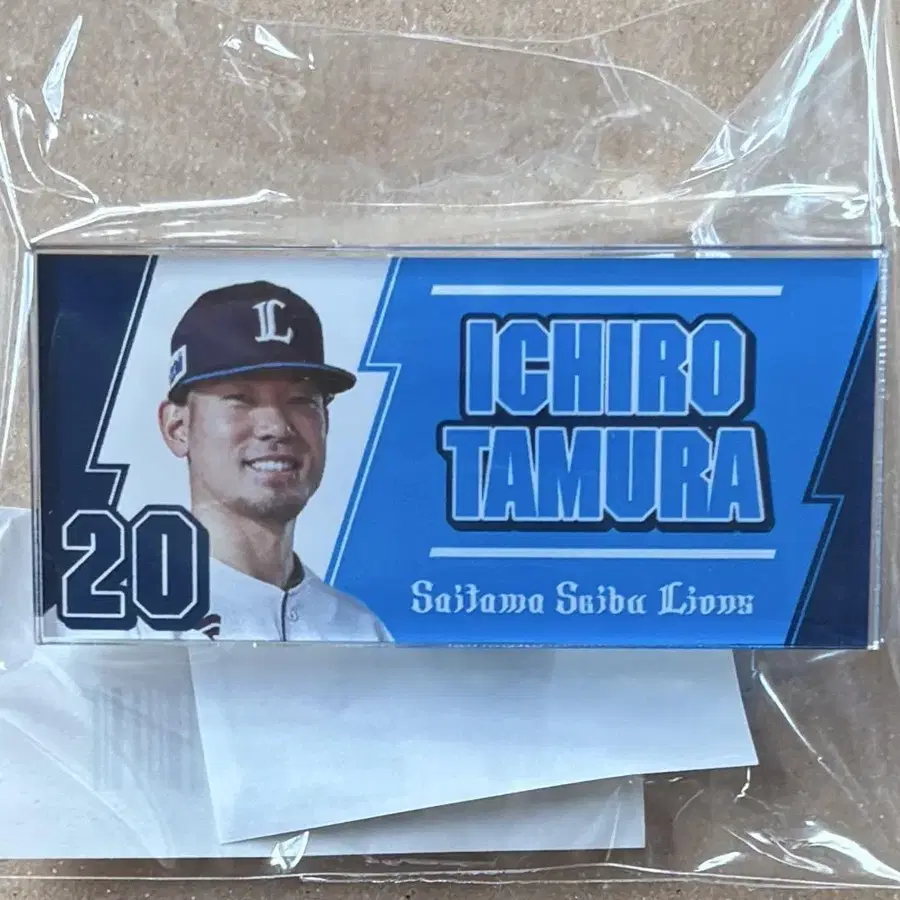 L
ICHIRO
TAMURA
20
Saitama Seibu Lions